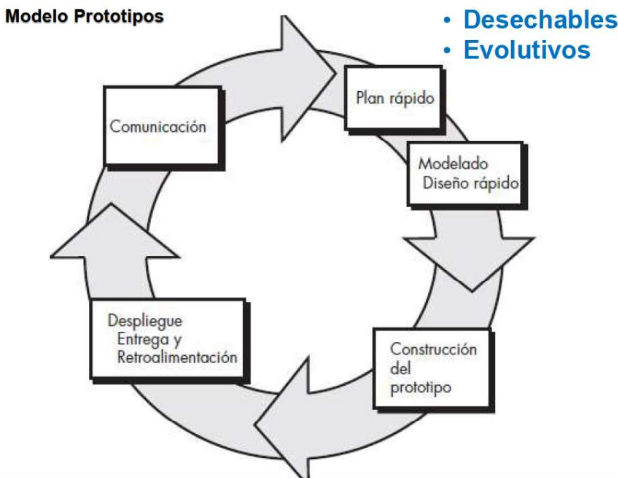 Modelo Prototipos
• Desechables
• Evolutivos
Comunicación
Plan rápido
Modelado
Diseño rápido
Construcción
del
prototipo
Despliegue
Entrega y
Retroalimentación